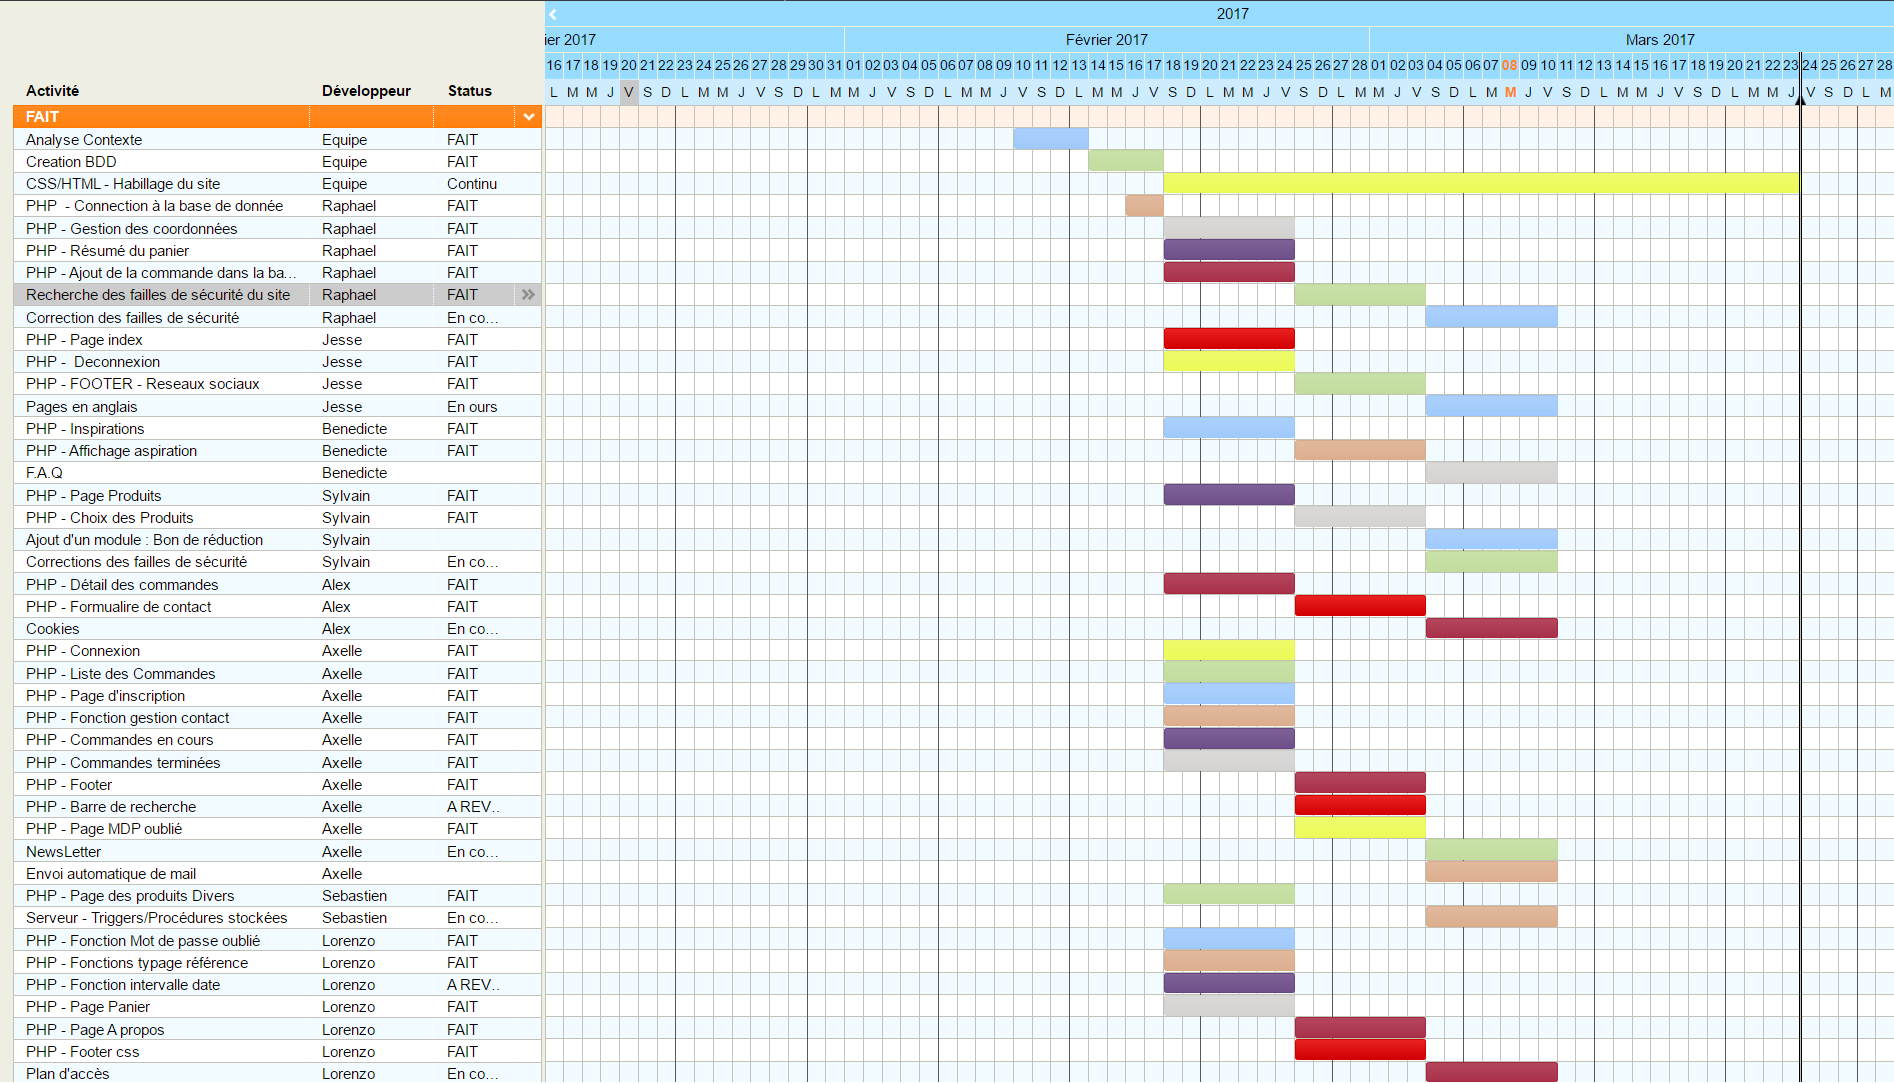 2017
ier 2017 Février 2017 Mars 2017
16 17 18 19 20 21 22 23 24 25 26 27 28 29 30 31 01 02 03 04 05 06 07 08 09 10 11 12 13 14 15 16 17 18 19 20 21 22 23 24 25 26 27 28 01 02 03 04 05 06 07 08 09 10 11 12 13 14 15 16 17 18 19 20 21 22 23 24 25 26 27 28
Activité Développeur Status L M M J V S D L M M J V S D L M M J V S D L M M J V S D L M M J V S D L M M J V S D L M M J V S D L M M J V S D L M M J V S D L M M J V S D L M
FAIT
Analyse Contexte Equipe FAIT
Creation BDD Equipe FAIT
CSS/HTML - Habillage du site Equipe Continu
PHP - Connection à la base de donnée Raphael FAIT
PHP - Gestion des coordonnées Raphael FAIT
PHP - Résumé du panier Raphael FAIT
PHP - Ajout de la commande dans la ba... Raphael FAIT
Recherche des failles de sécurité du site Raphael FAIT
Correction des failles de sécurité Raphael En co...
PHP - Page index Jesse FAIT
PHP - Deconnexion Jesse FAIT
PHP - FOOTER - Reseaux sociaux Jesse FAIT
Pages en anglais Jesse En ours
PHP - Inspirations Benedicte FAIT
PHP - Affichage aspiration Benedicte FAIT
F.A.Q Benedicte
PHP - Page Produits Sylvain FAIT
PHP - Choix des Produits Sylvain FAIT
Ajout d'un module : Bon de réduction Sylvain
Corrections des failles de sécurité Sylvain En co...
PHP - Détail des commandes Alex FAIT
PHP - Formualire de contact Alex FAIT
Cookies Alex En co...
PHP - Connexion Axelle FAIT
PHP - Liste des Commandes Axelle FAIT
PHP - Page d'inscription Axelle FAIT
PHP - Fonction gestion contact Axelle FAIT
PHP - Commandes en cours Axelle FAIT
PHP - Commandes terminées Axelle FAIT
PHP - Footer Axelle FAIT
PHP - Barre de recherche Axelle A REV...
PHP - Page MDP oublié Axelle FAIT
NewsLetter Axelle En co...
Envoi automatique de mail Axelle
PHP - Page des produits Divers Sebastien FAIT
Serveur - Triggers/Procédures stockées Sebastien En co...
PHP - Fonction Mot de passe oublié Lorenzo FAIT
PHP - Fonctions typage référence Lorenzo FAIT
PHP - Fonction intervalle date Lorenzo A REV...
PHP - Page Panier Lorenzo FAIT
PHP - Page A propos Lorenzo FAIT
PHP - Footer css Lorenzo FAIT
Plan d'accès Lorenzo En co...